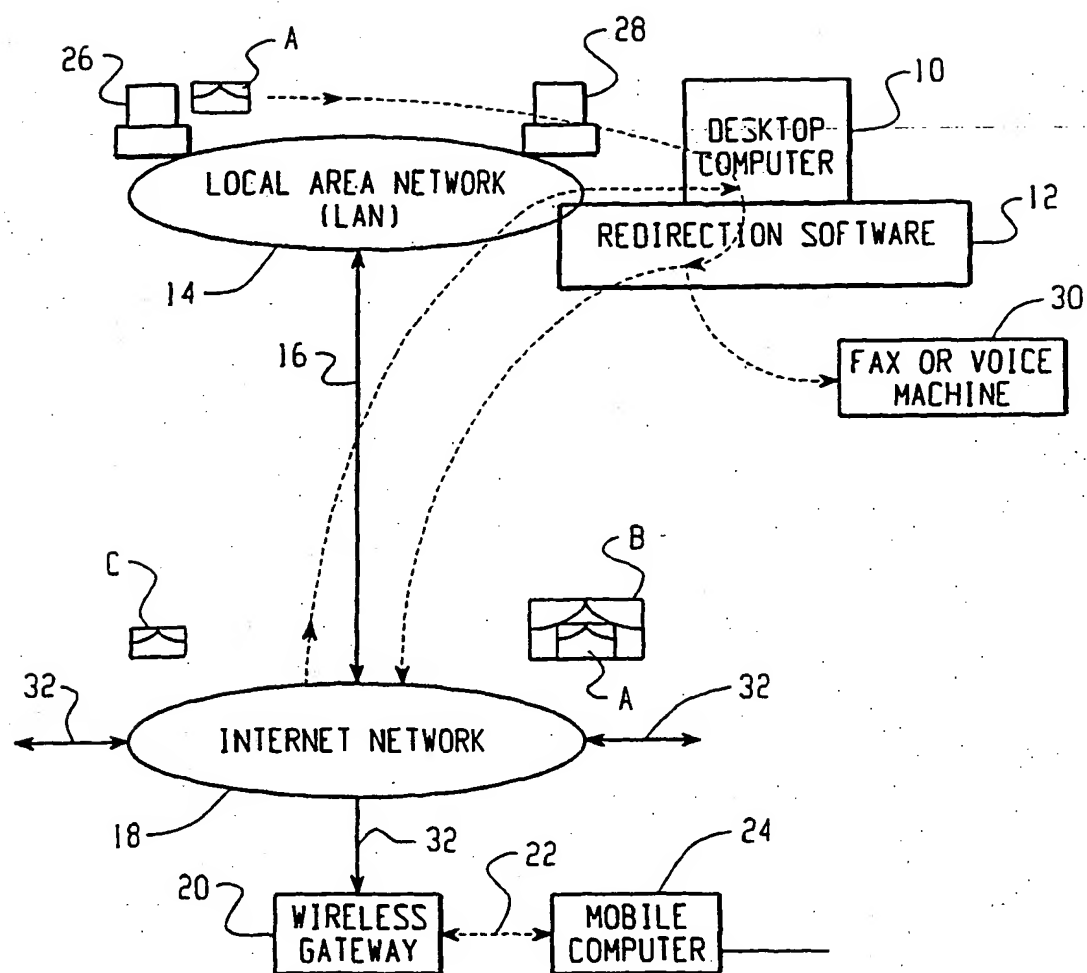 26
A
28
10
DESKTOP
COMPUTER
LOCAL AREA NETWORK
(LAN)
12
REDIRECTION SOFTWARE
14
30
16
FAX OR VOICE
MACHINE
C
B
A
32
32
INTERNET NETWORK
18
32
22
24
20
WIRELESS
GATEWAY
MOBILE
COMPUTER